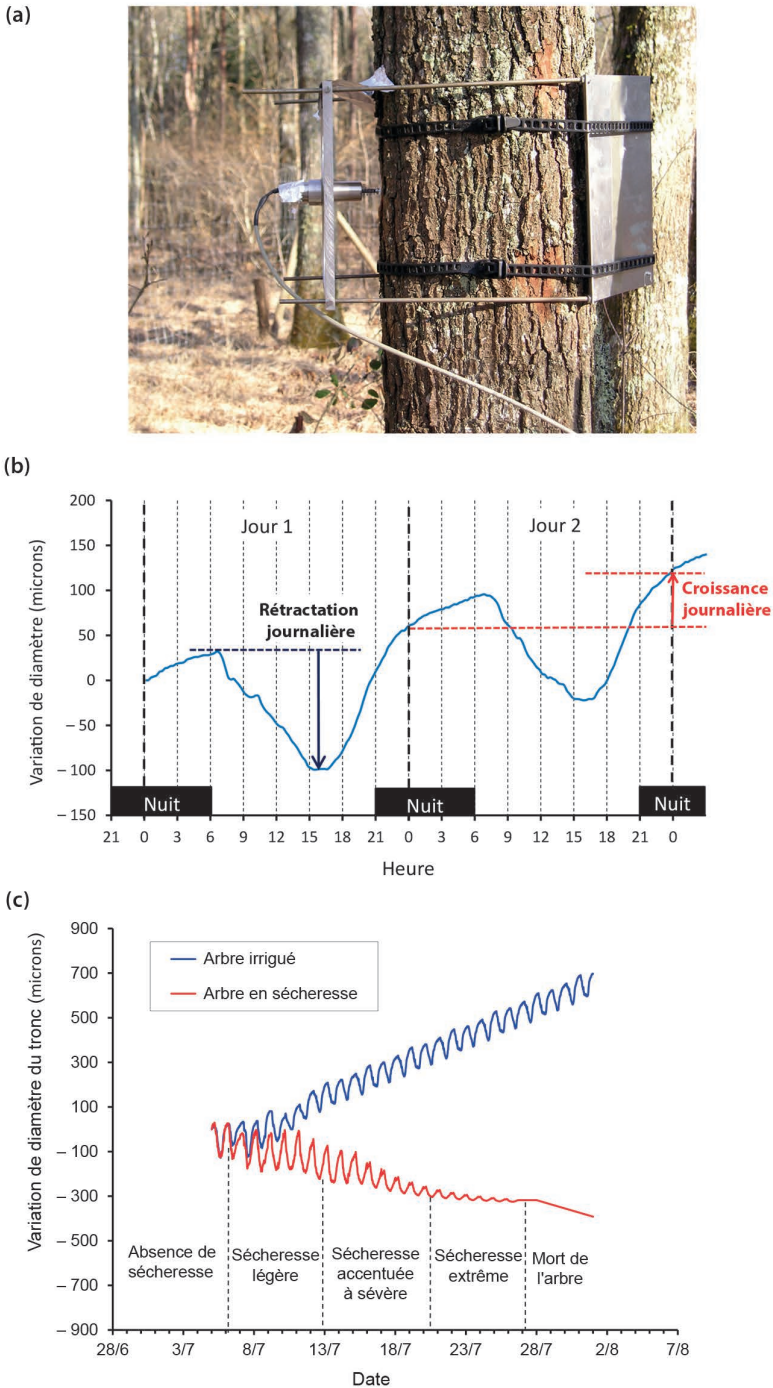 (a)
(b)
Variation de diamètre (microns)
200
150
100
50
0
– 50
– 100
– 150
Jour 1
Jour 2
Rétractation
journalière
Croissance
journalière
Nuit
Nuit
Nuit
21 0 3 6 9 12 15 18 21 0 3 6 9 12 15 18 21 0
Heure
(c)
Variation de diamètre du tronc (microns)
900
700
500
300
100
– 100
– 300
– 500
– 700
– 900
Arbre irrigué
Arbre en sécheresse
Absence de
sécheresse
Sécheresse
légère
Sécheresse
accentuée
à sévère
Sécheresse
extrême
Mort de
l'arbre
28/6 3/7 8/7 13/7 18/7 23/7 28/7 2/8 7/8
Date